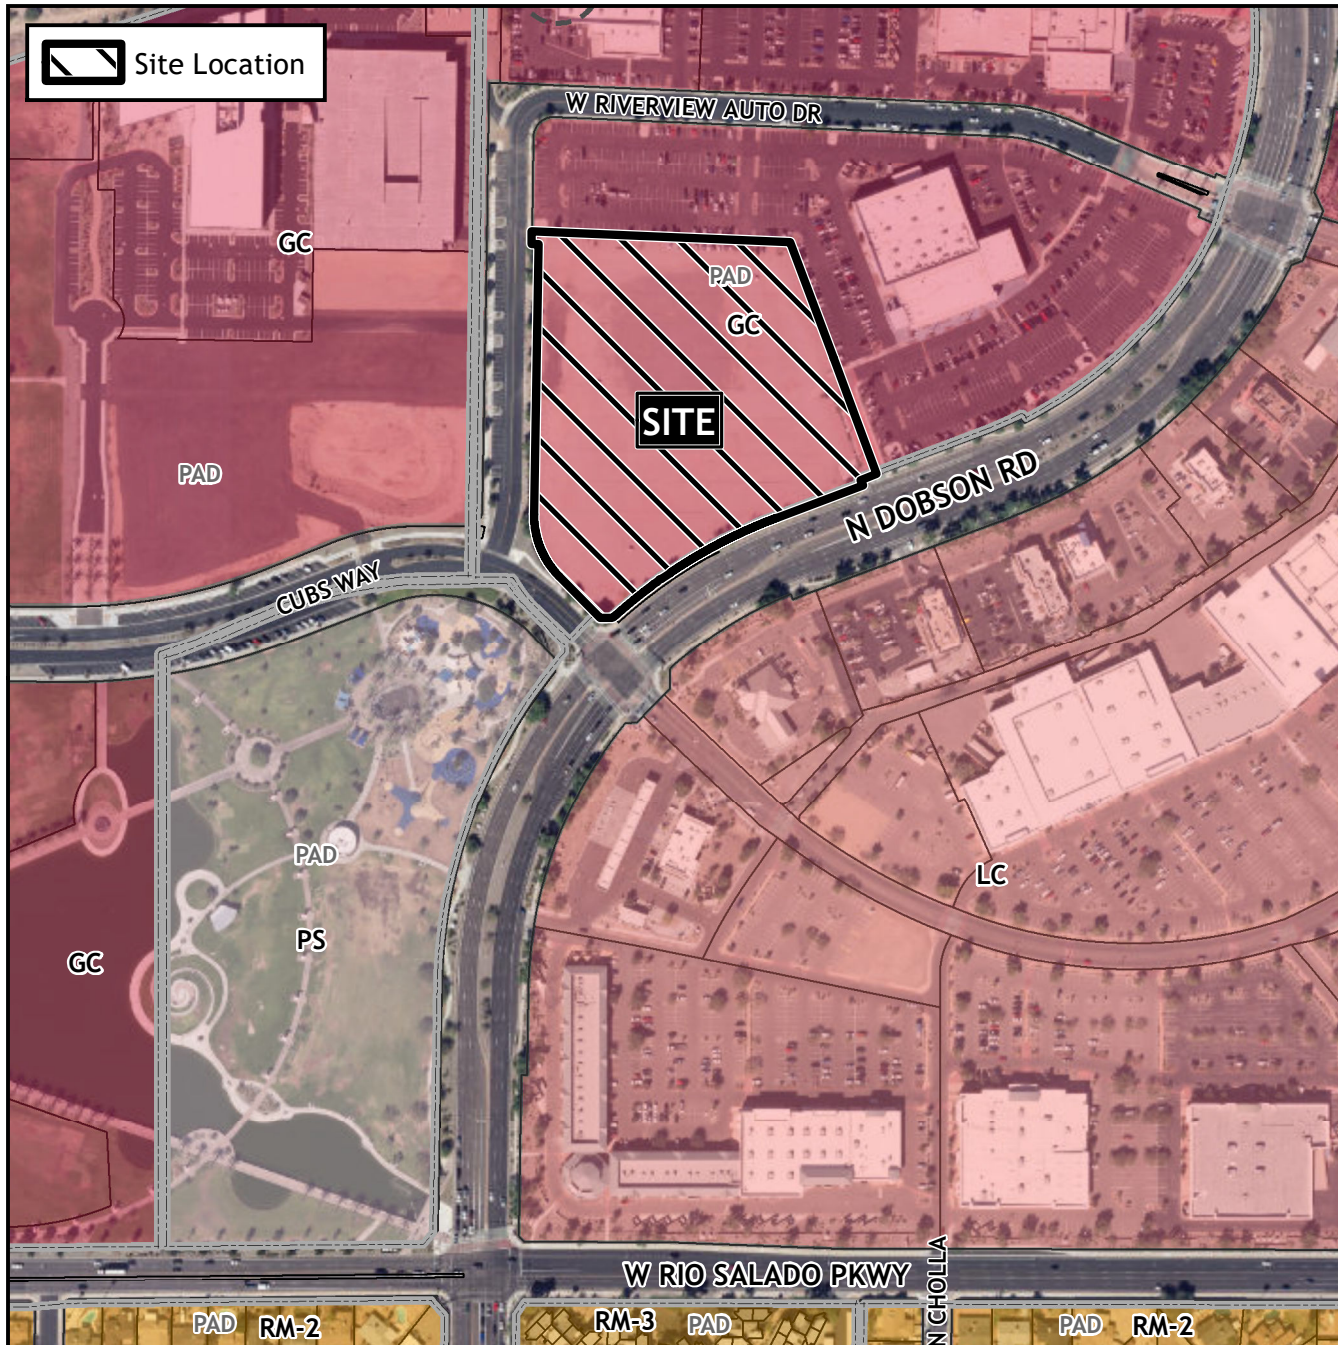 Site Location
W RIVERVIEW AUTO DR
GC
PAD
GC
SITE
PAD
N DOBSON RD
CUBS WAY
PAD
LC
PS
GC
N CHOLLA
W RIO SALADO PKWY
PAD
RM-2
RM-3
PAD
PAD
RM-2